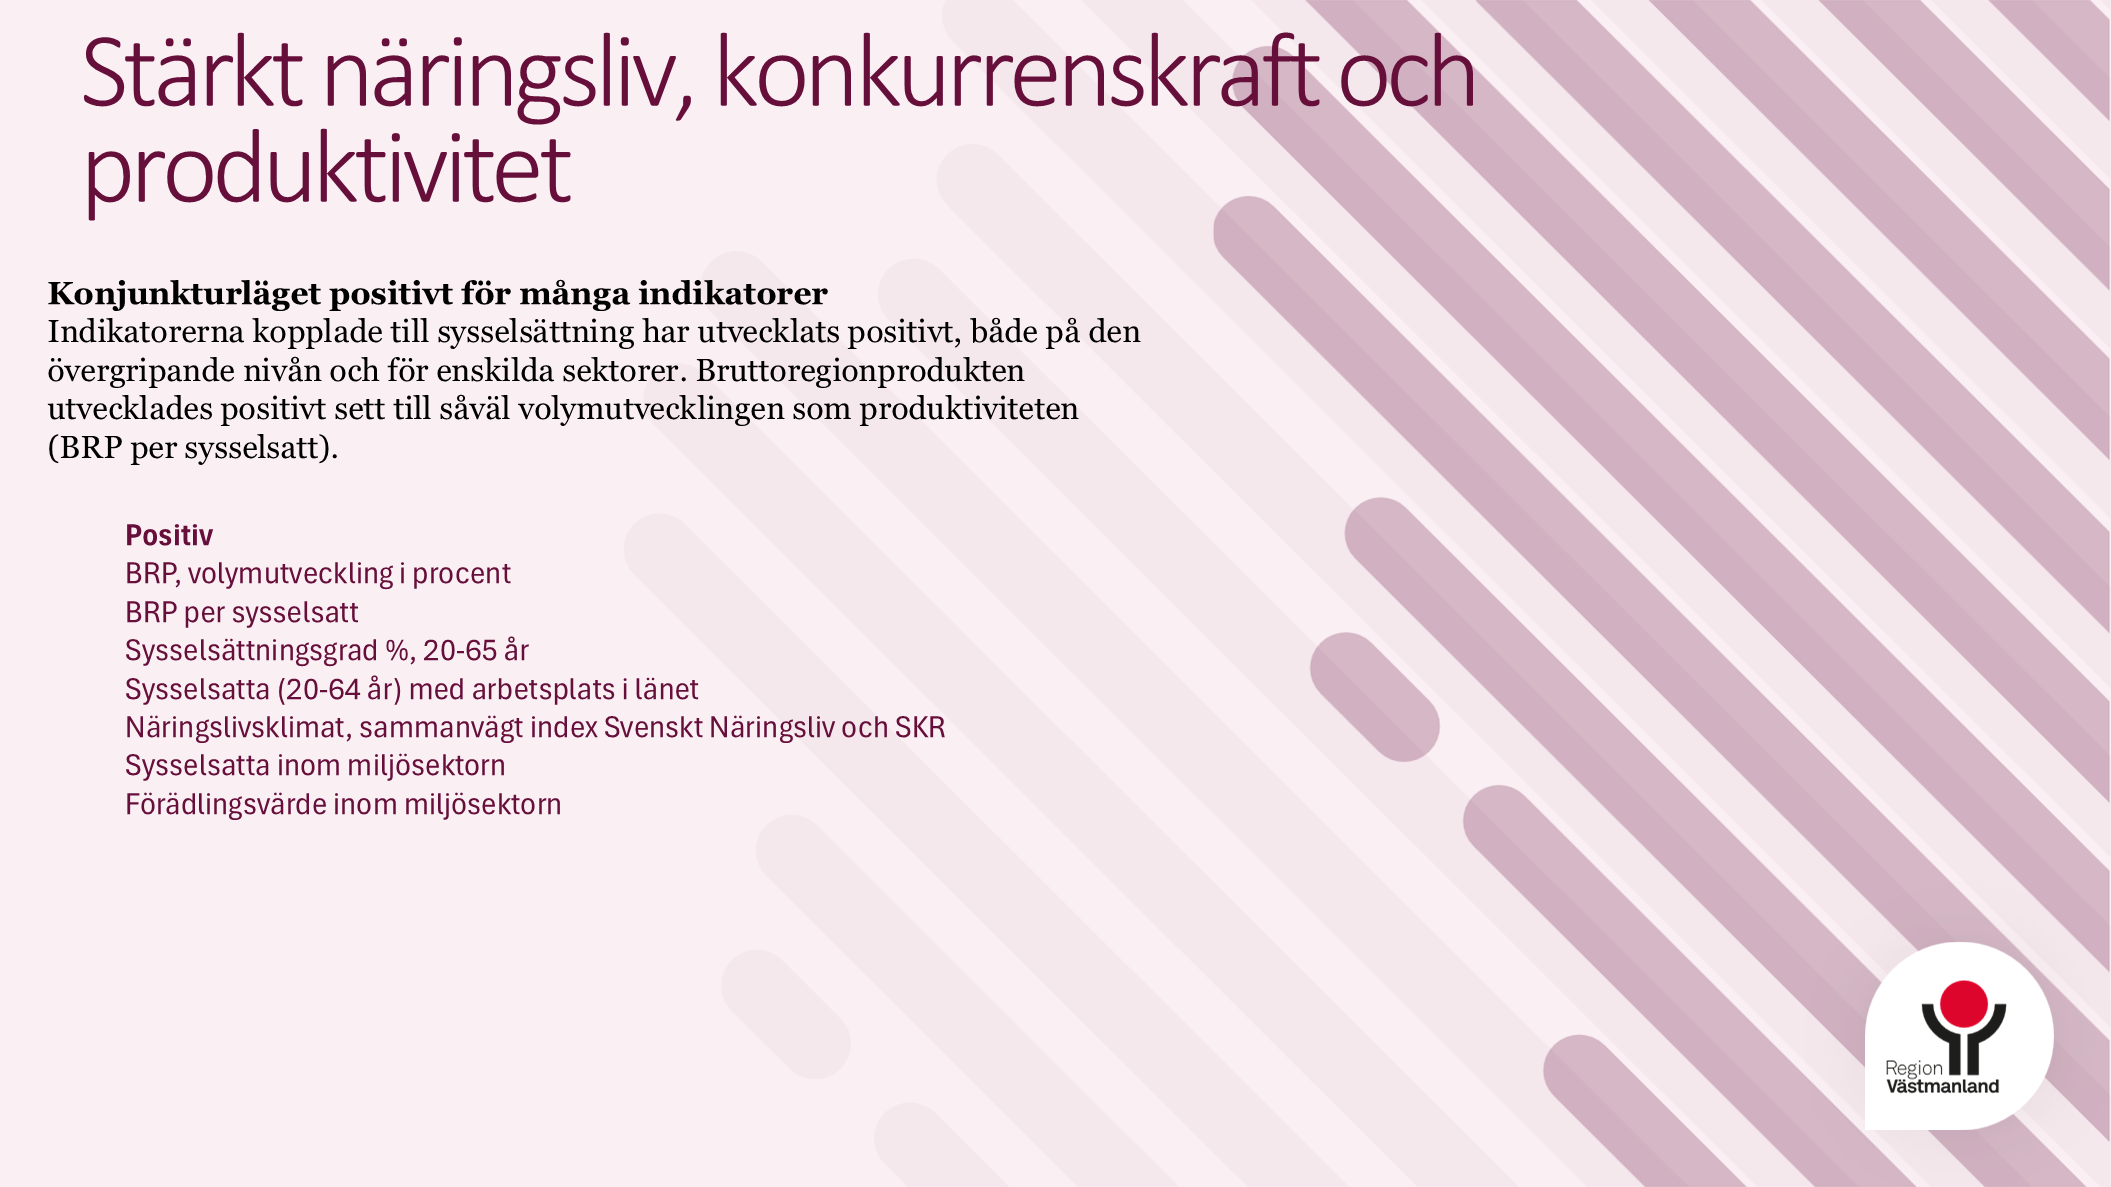 Stärkt näringsliv, konkurrenskraft och
produktivitet
Konjunkturläget positivt för många indikatorer
Indikatorerna kopplade till sysselsättning har utvecklats positivt, både på den
övergripande nivån och för enskilda sektorer. Bruttoregionprodukten
utvecklades positivt sett till såväl volymutvecklingen som produktiviteten
(BRP per sysselsatt).
Positiv
BRP, volymutveckling i procent
BRP per sysselsatt
Sysselsättningsgrad %, 20-65 år
Sysselsatta (20-64 år) med arbetsplats i länet
Näringslivsklimat, sammanvägt index Svenskt Näringsliv och SKR
Sysselsatta inom miljösektorn
Förädlingsvärde inom miljösektorn
Region
Västmanland